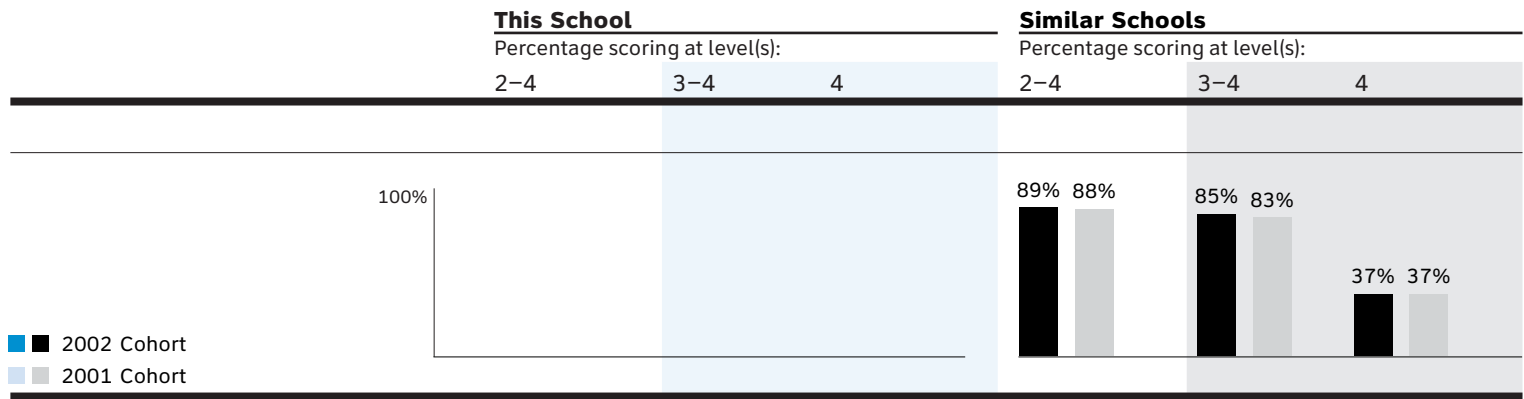 This School Similar Schools
Percentage scoring at level(s): Percentage scoring at level(s):
2–4 3–4 4 2–4 3–4 4
100%
89% 88% 85% 83%
37% 37%
2002 Cohort
2001 Cohort